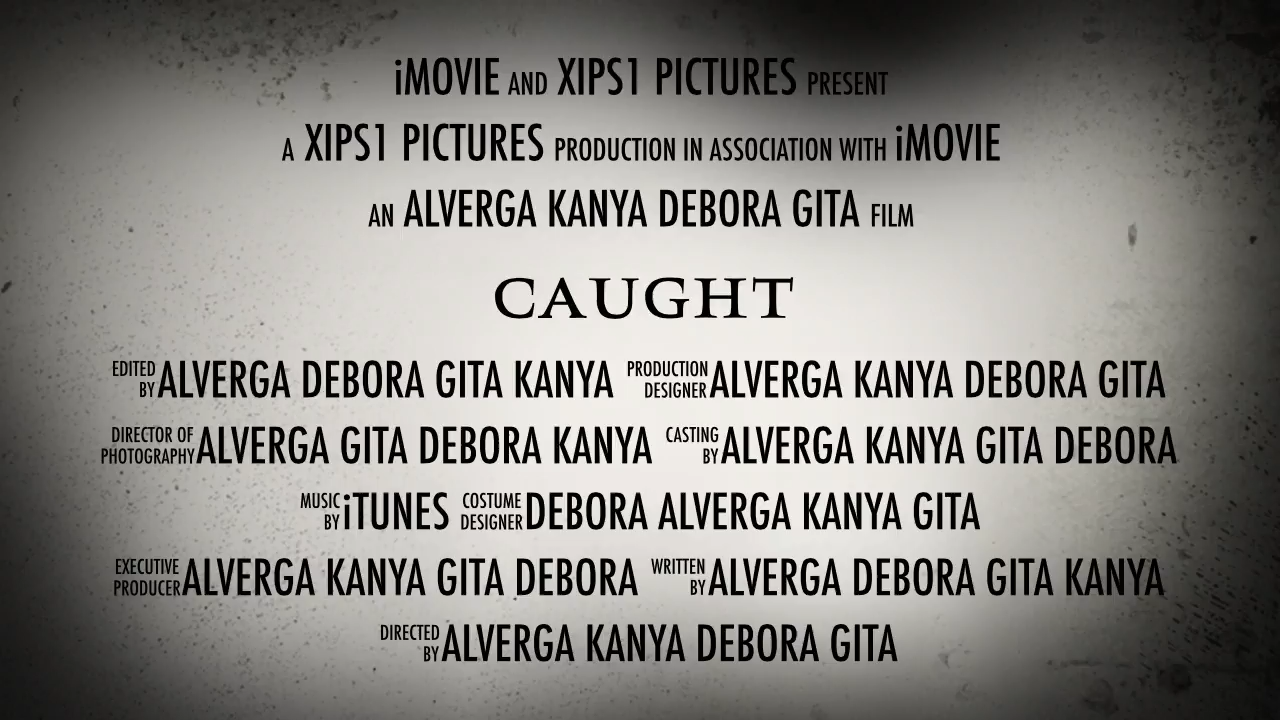 iMOVIE AND XIPS1 PICTURES PRESENT
A XIPS1 PICTURES PRODUCTION IN ASSOCIATION WITH iMOVIE
AN ALVERGA KANYA DEBORA GITA FILM
CAUGHT
EDITED BY ALVERGA DEBORA GITA KANYA PRODUCTION DESIGNER ALVERGA KANYA DEBORA GITA
DIRECTOR OF PHOTOGRAPHY ALVERGA GITA DEBORA KANYA CASTING BY ALVERGA KANYA GITA DEBORA
MUSIC BY iTUNES COSTUME DESIGNER DEBORA ALVERGA KANYA GITA
EXECUTIVE PRODUCER ALVERGA KANYA GITA DEBORA WRITTEN BY ALVERGA DEBORA GITA KANYA
DIRECTED BY ALVERGA KANYA DEBORA GITA